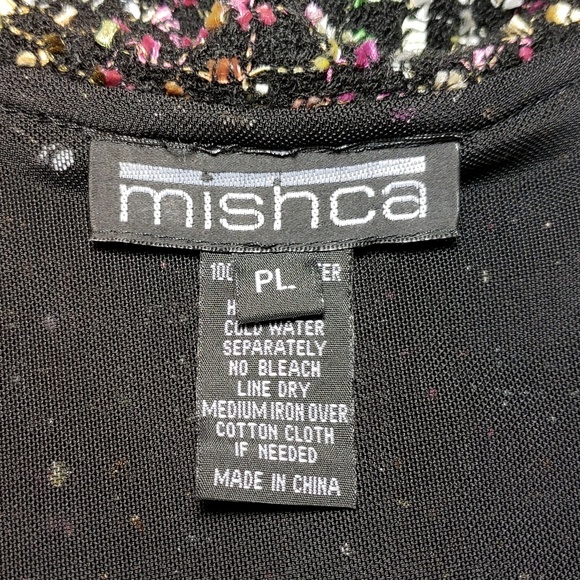 mishca
PL
COLD WATER
SEPARATELY
NO BLEACH
LINE DRY
MEDIUM IRON OVER
COTTON CLOTH
IF NEEDED
MADE IN CHINA